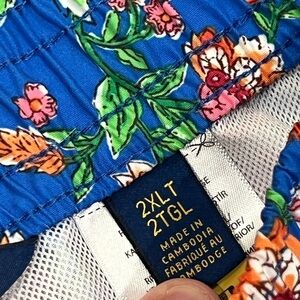 2XLT
2TGL
MADE IN
CAMBODIA
FABRIQUÉ AU
CAMBODGE